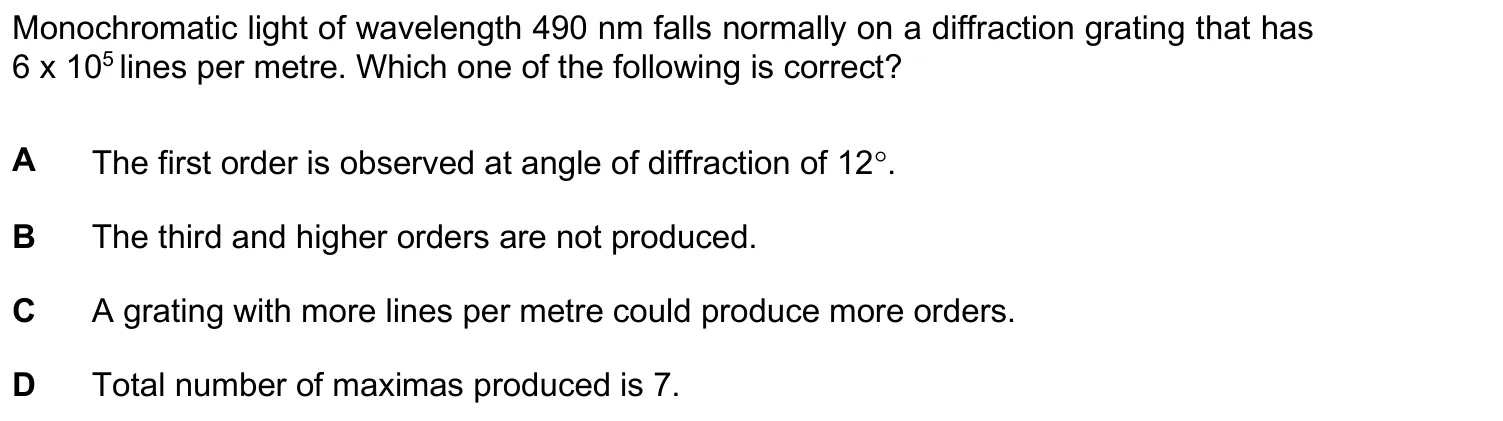 Monochromatic light of wavelength 490 nm falls normally on a diffraction grating that has
6 x 10⁵ lines per metre. Which one of the following is correct?
A The first order is observed at angle of diffraction of 12°.
B The third and higher orders are not produced.
C A grating with more lines per metre could produce more orders.
D Total number of maximas produced is 7.